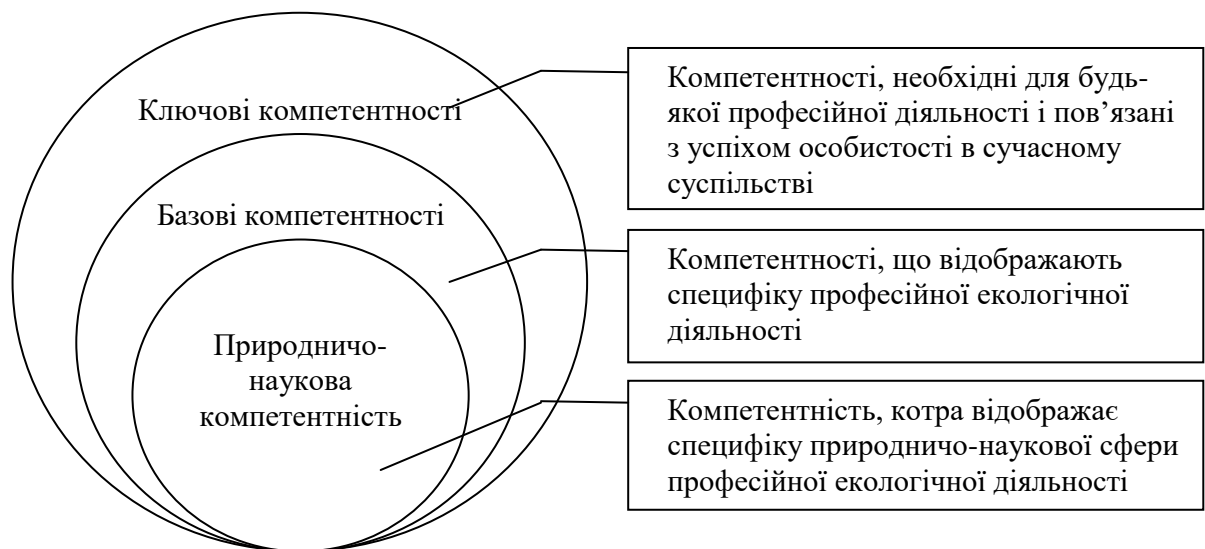 Ключові компетентності
Компетентності, необхідні для будь-
якої професійної діяльності і пов’язані
з успіхом особистості в сучасному
суспільстві
Базові компетентності
Компетентності, що відображають
специфіку професійної екологічної
діяльності
Природничо-
наукова
компетентність
Компетентність, котра відображає
специфіку природничо-наукової сфери
професійної екологічної діяльності